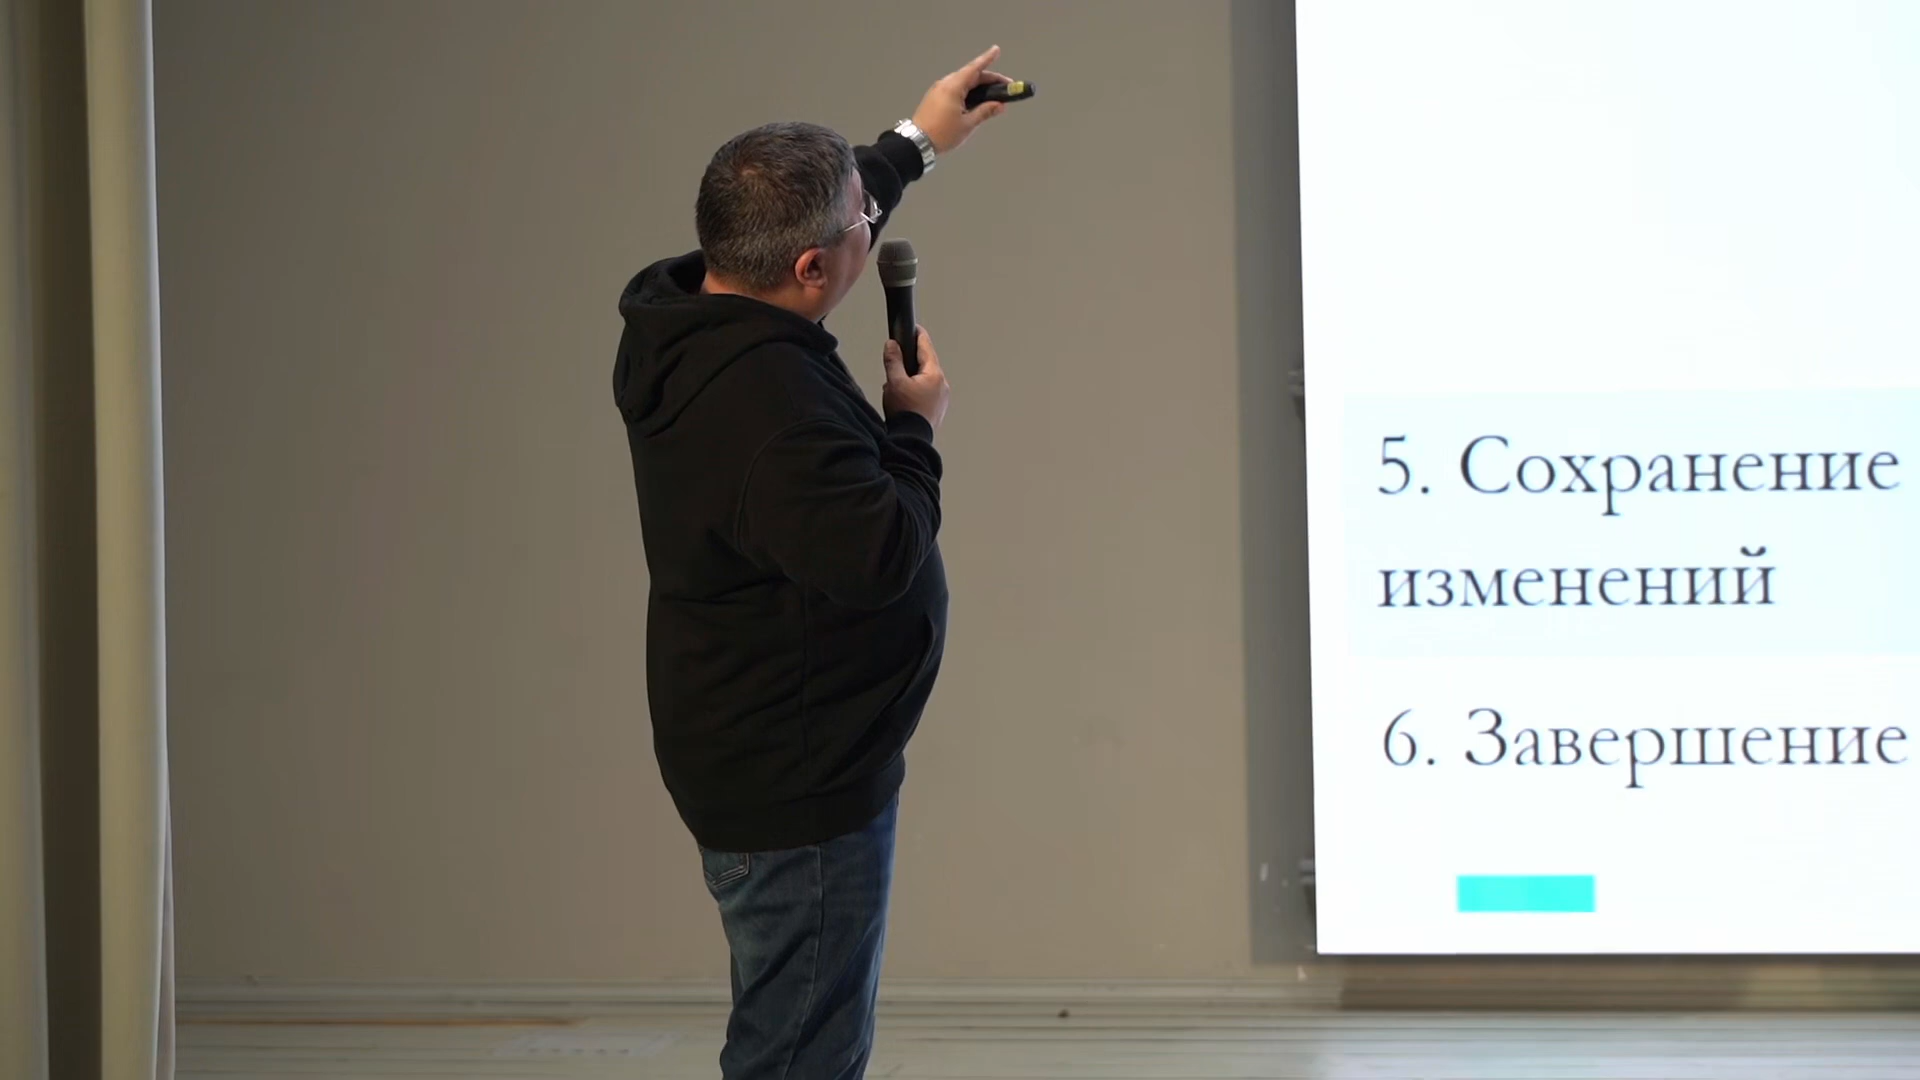 5. Сохранение
изменений
6. Завершение